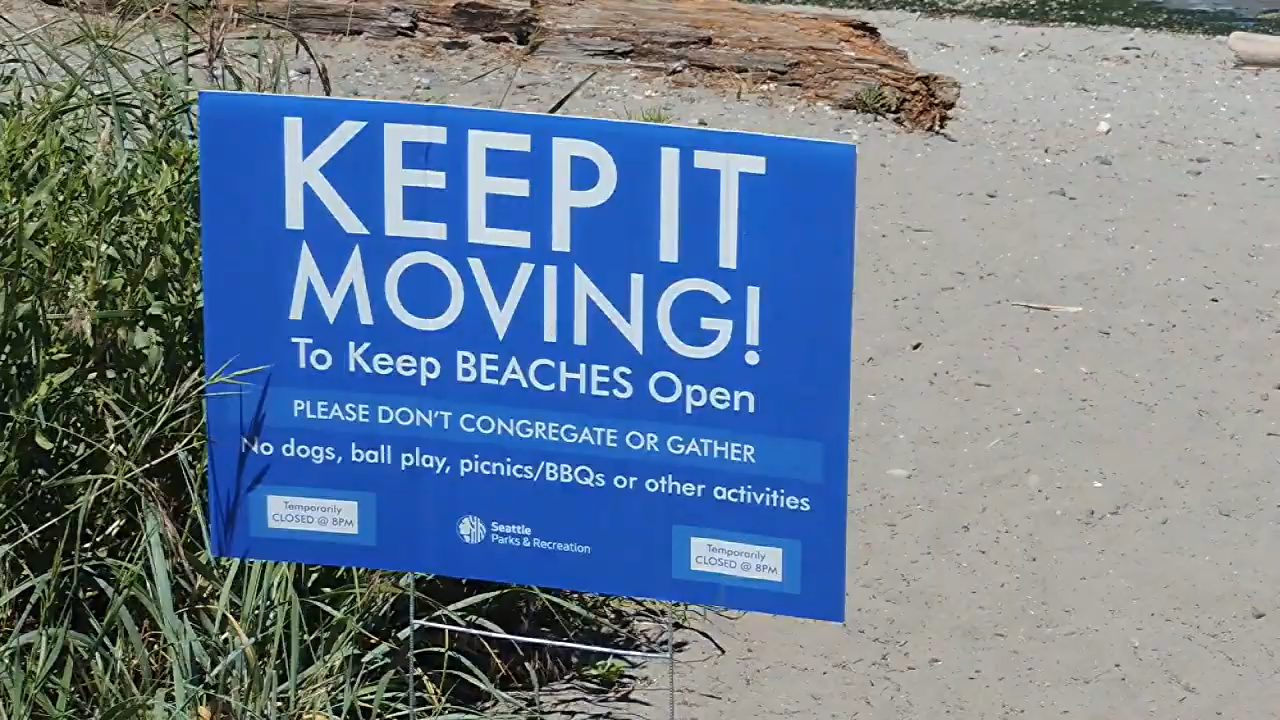 KEEP IT
MOVING!
To Keep BEACHES Open
PLEASE DON'T CONGREGATE OR GATHER
No dogs, ball play, picnics/BBQs or other activities
Temporarily
CLOSED @ 8PM
Seattle
Parks & Recreation
Temporarily
CLOSED @ 8PM